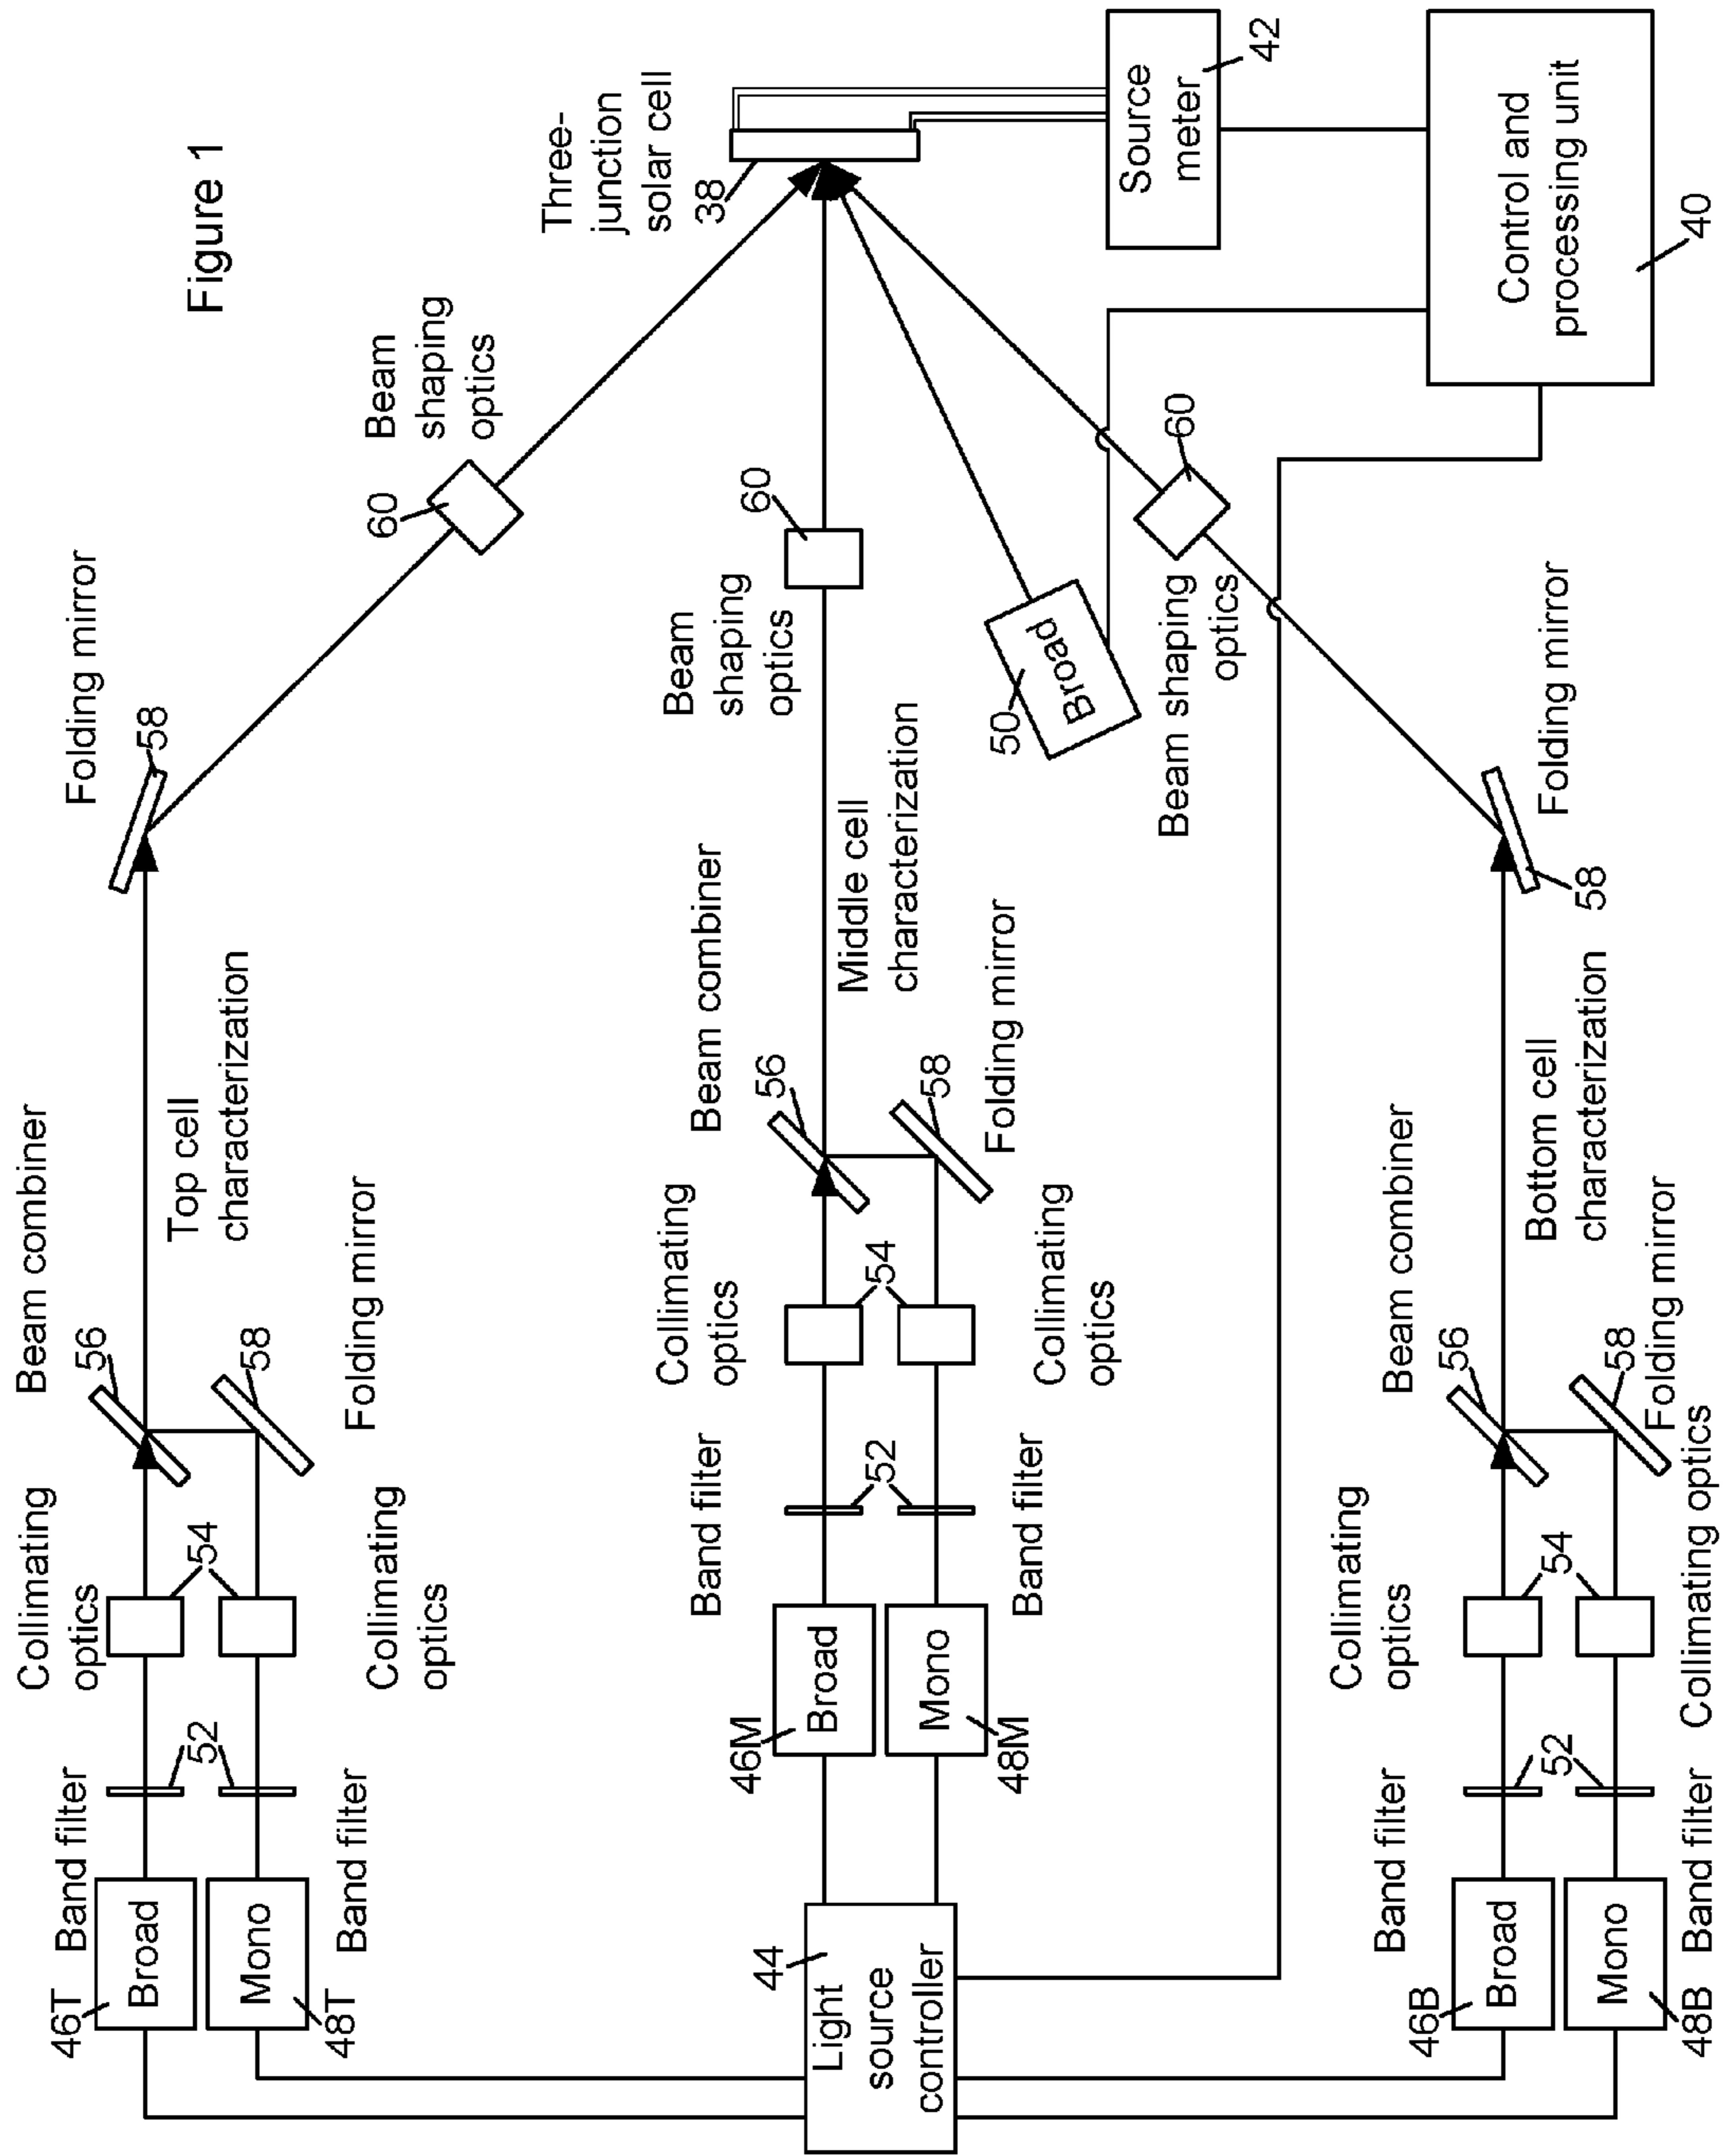 Figure 1
Beam combiner
Folding mirror
Top cell
characterization
56
58
58
Folding mirror
Collimating
optics
54
Collimating
optics
Band filter
52
Band filter
46T
Broad
Mono
48T
Beam
shaping
optics
60
Three-
junction
solar cell
38
Beam combiner
56
Middle cell
characterization
58
Folding mirror
Collimating
optics
54
Collimating
optics
Band filter
52
Band filter
46M
Broad
Mono
48M
Beam
shaping
optics
60
50
Broad
44
Light
source
controller
Source
meter
42
Control and
processing unit
40
60
Beam shaping
optics
Folding mirror
58
Beam combiner
56
Bottom cell
characterization
58
Folding mirror
Collimating
optics
54
Collimating optics
Band filter
52
Band filter
46B
Broad
Mono
48B